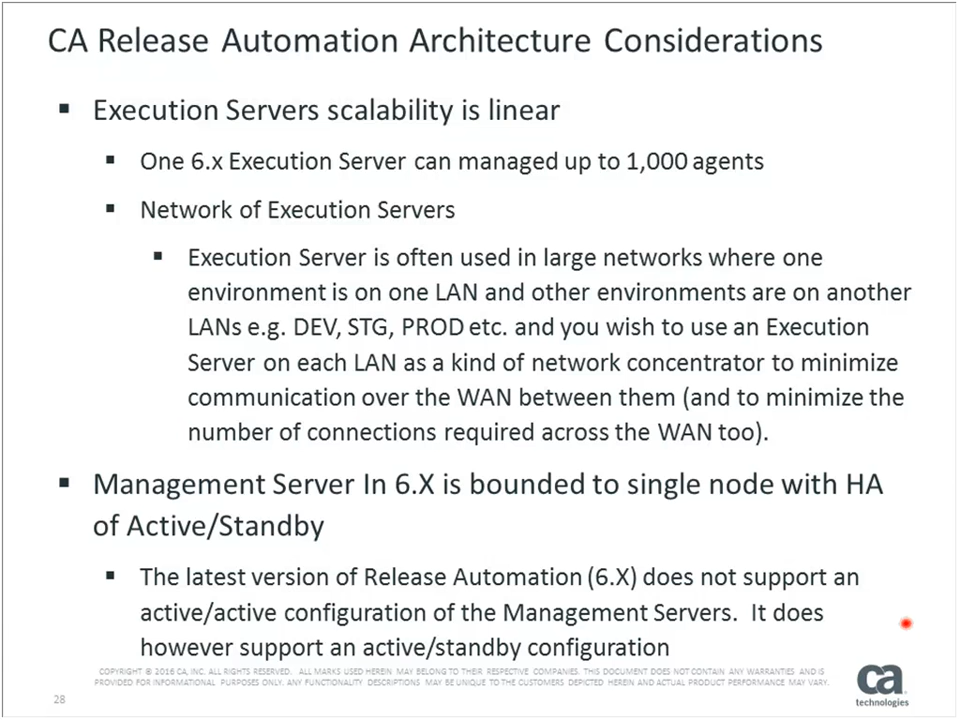 CA Release Automation Architecture Considerations
Execution Servers scalability is linear
One 6.x Execution Server can managed up to 1,000 agents
Network of Execution Servers
Execution Server is often used in large networks where one
environment is on one LAN and other environments are on another
LANs e.g. DEV, STG, PROD etc. and you wish to use an Execution
Server on each LAN as a kind of network concentrator to minimize
communication over the WAN between them (and to minimize the
number of connections required across the WAN too).
Management Server In 6.X is bounded to single node with HA
of Active/Standby
The latest version of Release Automation (6.X) does not support an
active/active configuration of the Management Servers. It does
however support an active/standby configuration
COPYRIGHT © 2016 CA, INC. ALL RIGHTS RESERVED. ALL MARKS USED HEREIN MAY BELONG TO THEIR RESPECTIVE COMPANIES. THIS DOCUMENT DOES NOT CONTAIN ANY WARRANTIES AND IS
PROVIDED FOR INFORMATIONAL PURPOSES ONLY. ANY FUNCTIONALITY DESCRIPTIONS MAY BE UNIQUE TO THE CUSTOMERS DEPICTED HEREIN AND ACTUAL PRODUCT PERFORMANCE MAY VARY.
28
ca
technologies